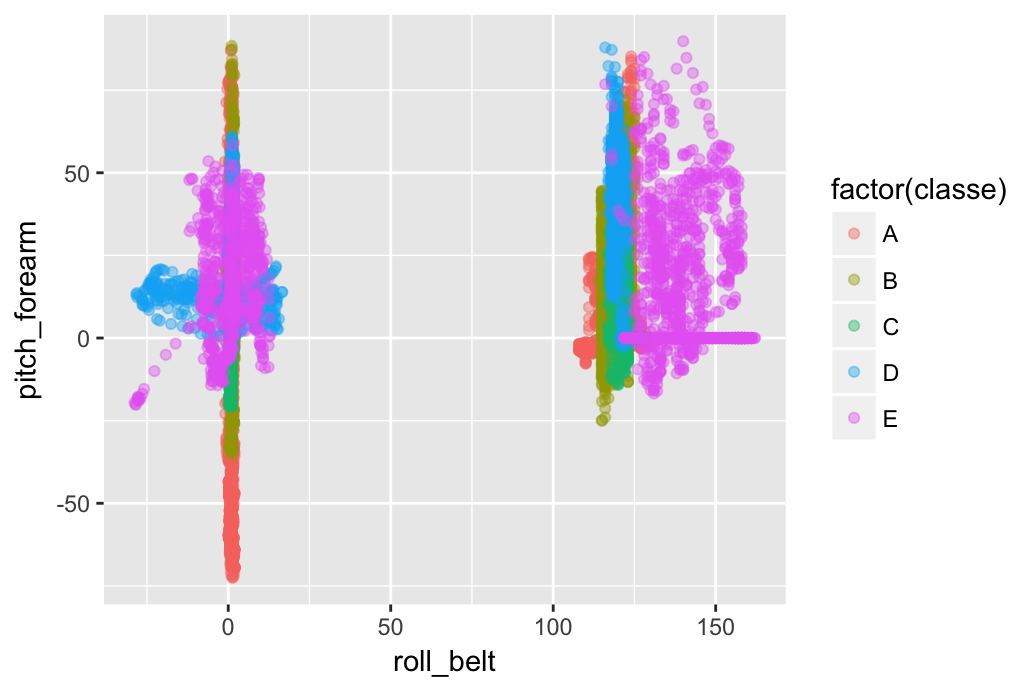 50
0
-50
pitch_forearm
0 50 100 150
roll_belt
factor(classe)
A
B
C
D
E